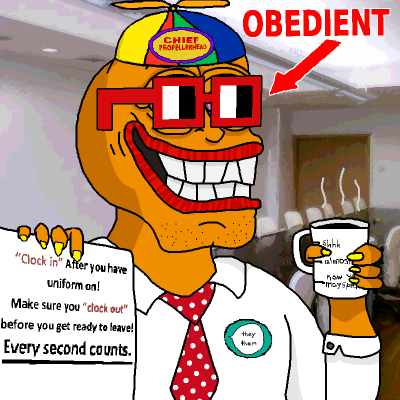 OBEDIENT
CHIEF
PROPELLERHEAD
"Clock in" After you have
uniform on!
Make sure you "clock out"
before you get ready to leave!
Every second counts.
shhh
almost
now
they
them